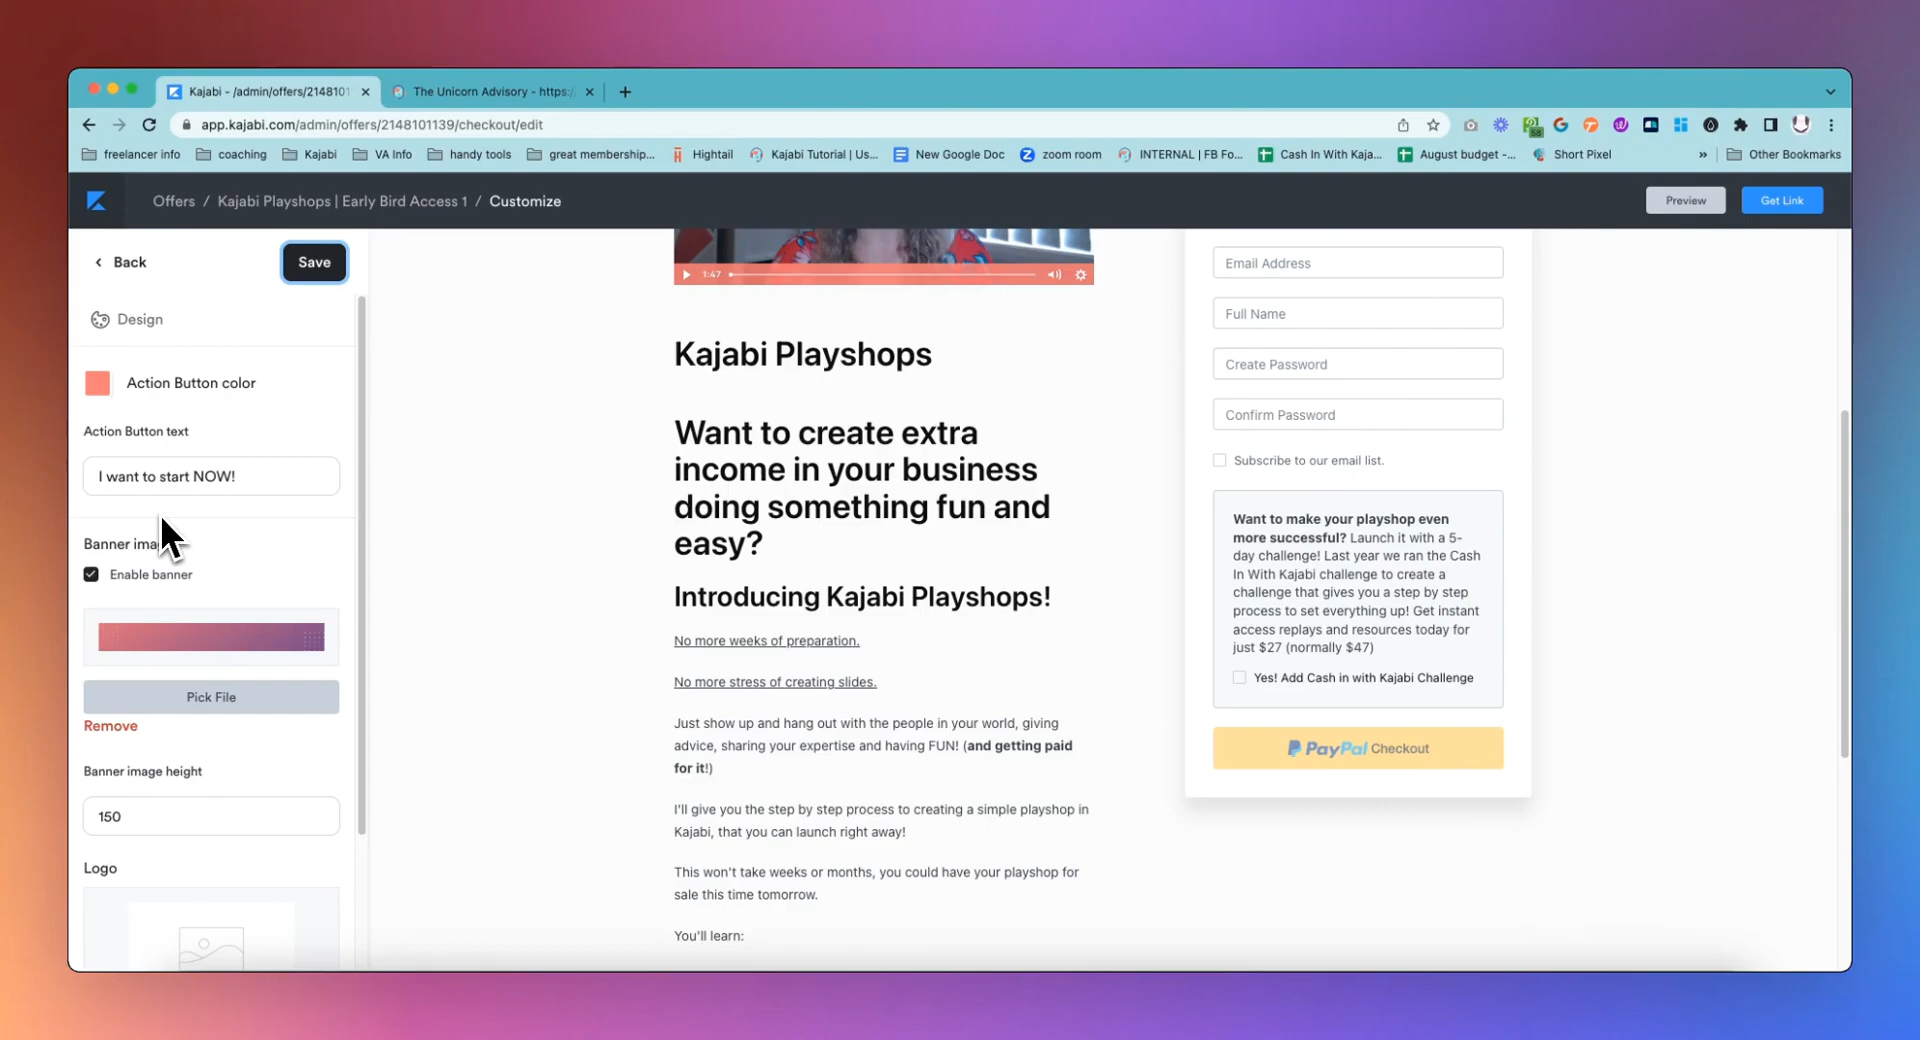 Kajabi - /admin/offers/2148101
The Unicorn Advisory - https:/
app.kajabi.com/admin/offers/2148101139/checkout/edit
58
freelancer info
coaching
Kajabi
VA Info
handy tools
great membership...
Hightail
Kajabi Tutorial | Us...
New Google Doc
zoom room
INTERNAL | FB Fo...
Cash In With Kaja...
August budget -...
Short Pixel
»
Other Bookmarks
Offers / Kajabi Playshops | Early Bird Access 1 / Customize
Preview
Get Link
Back
Save
Design
Action Button color
Action Button text
I want to start NOW!
Banner ima
Enable banner
Pick File
Remove
Banner image height
150
Logo
1:47
Kajabi Playshops
Want to create extra
income in your business
doing something fun and
easy?
Introducing Kajabi Playshops!
No more weeks of preparation.
No more stress of creating slides.
Just show up and hang out with the people in your world, giving
advice, sharing your expertise and having FUN! (and getting paid
for it!)
I'll give you the step by step process to creating a simple playshop in
Kajabi, that you can launch right away!
This won't take weeks or months, you could have your playshop for
sale this time tomorrow.
You'll learn:
Email Address
Full Name
Create Password
Confirm Password
Subscribe to our email list.
Want to make your playshop even
more successful? Launch it with a 5-
day challenge! Last year we ran the Cash
In With Kajabi challenge to create a
challenge that gives you a step by step
process to set everything up! Get instant
access replays and resources today for
just $27 (normally $47)
Yes! Add Cash in with Kajabi Challenge
PayPal Checkout